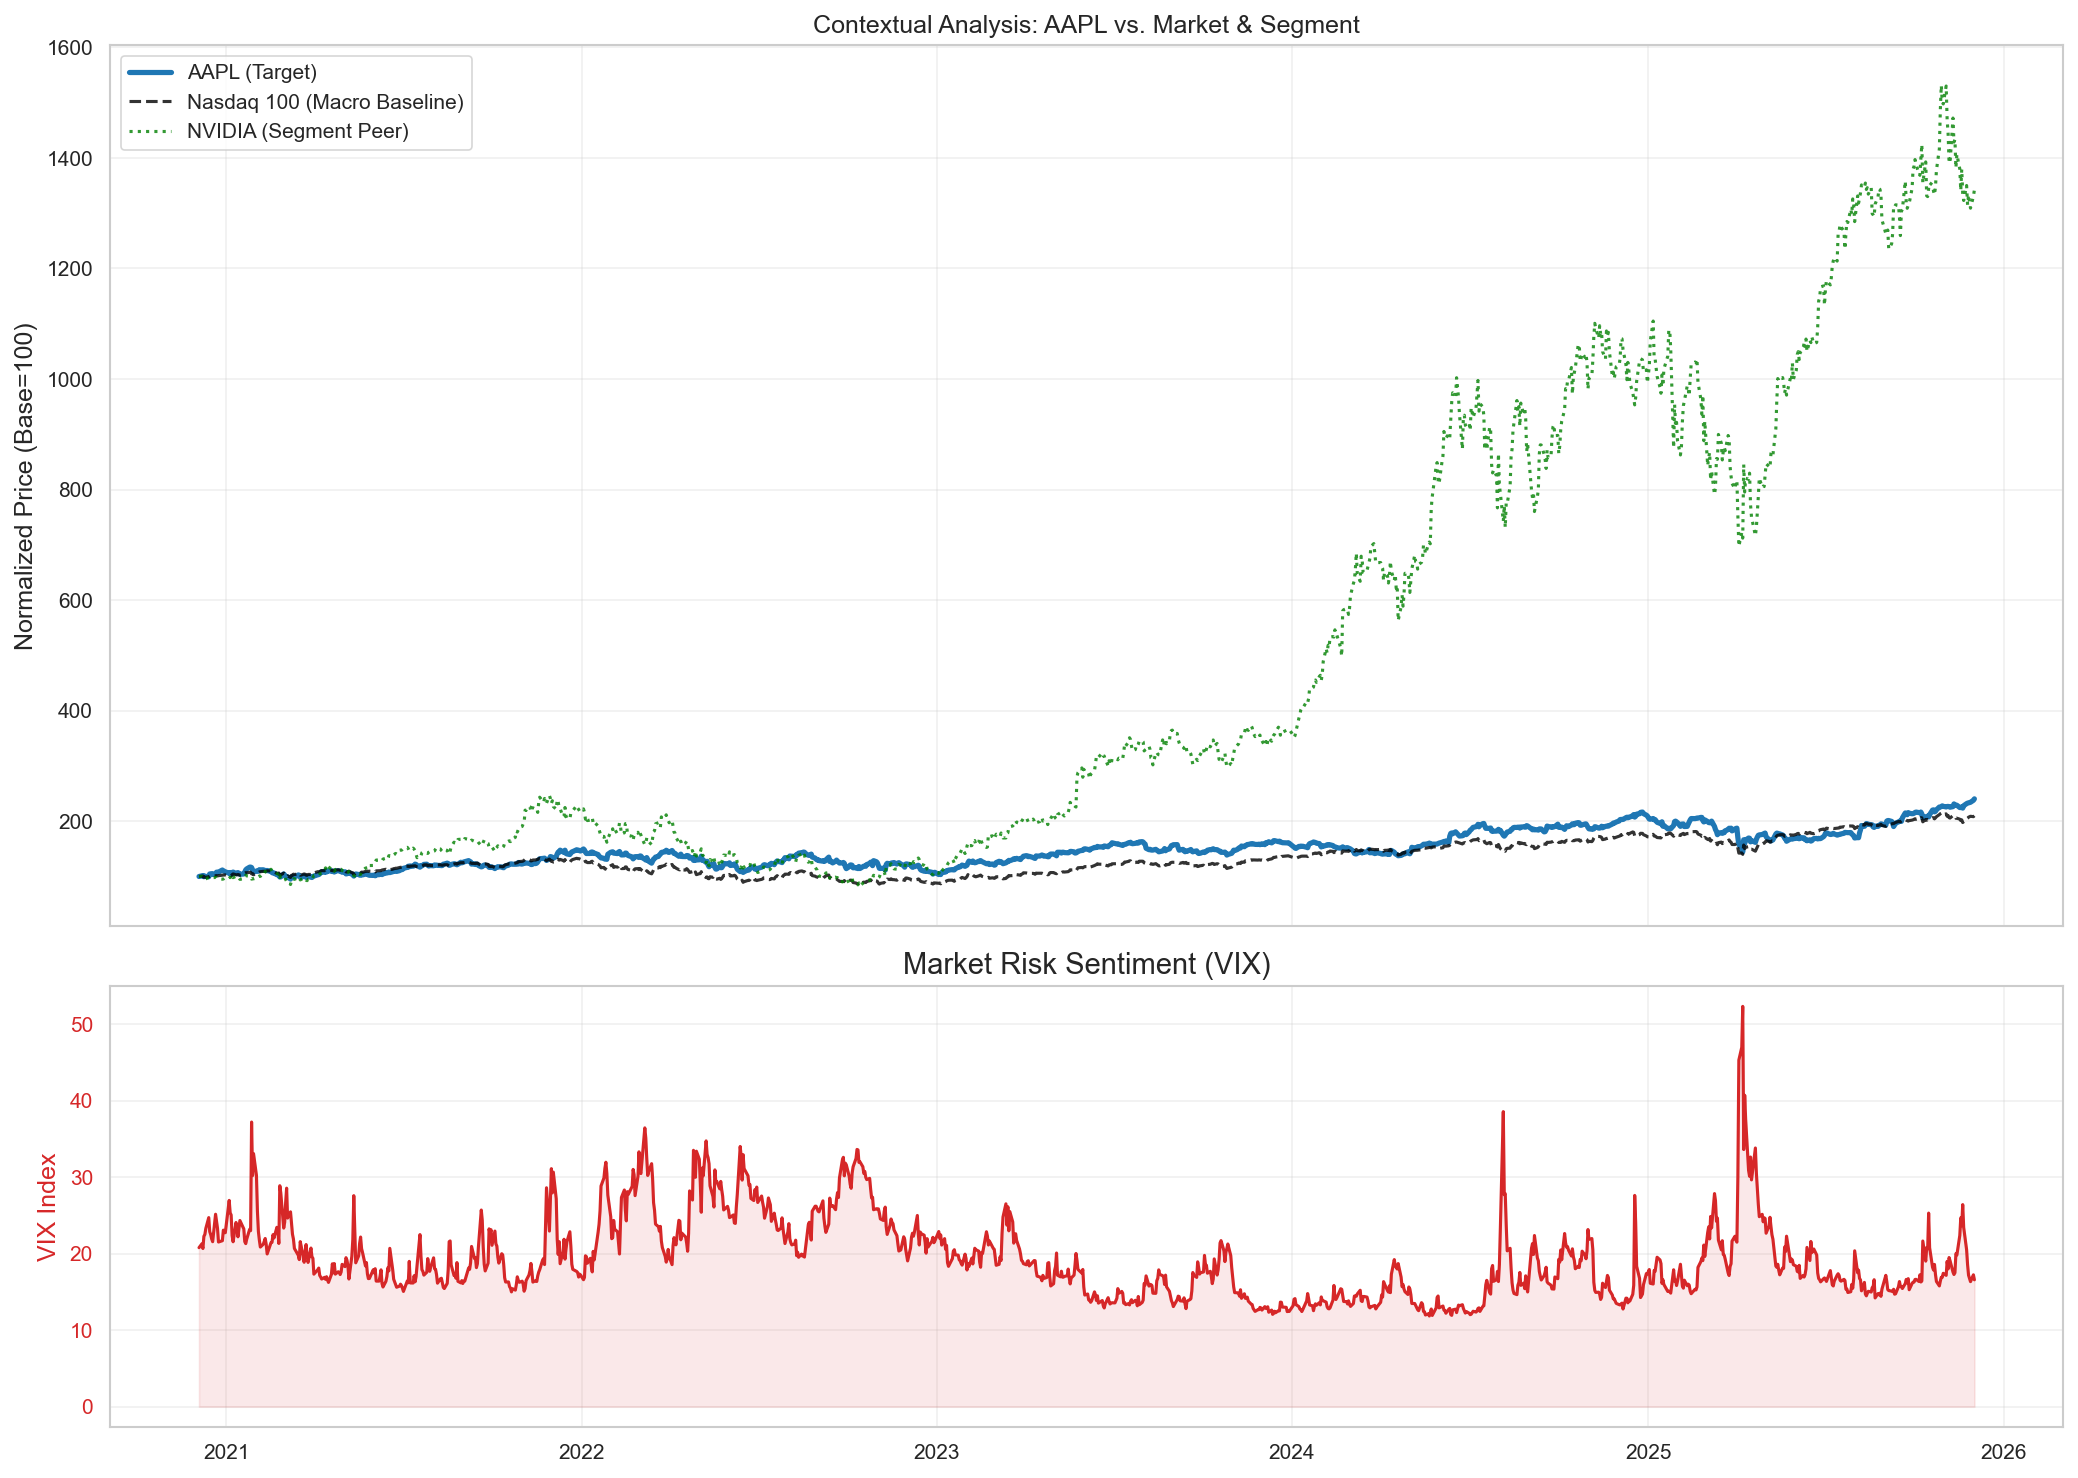 Contextual Analysis: AAPL vs. Market & Segment
AAPL (Target)
Nasdaq 100 (Macro Baseline)
NVIDIA (Segment Peer)
Normalized Price (Base=100)
1600
1400
1200
1000
800
600
400
200
Market Risk Sentiment (VIX)
VIX Index
50
40
30
20
10
0
2021
2022
2023
2024
2025
2026